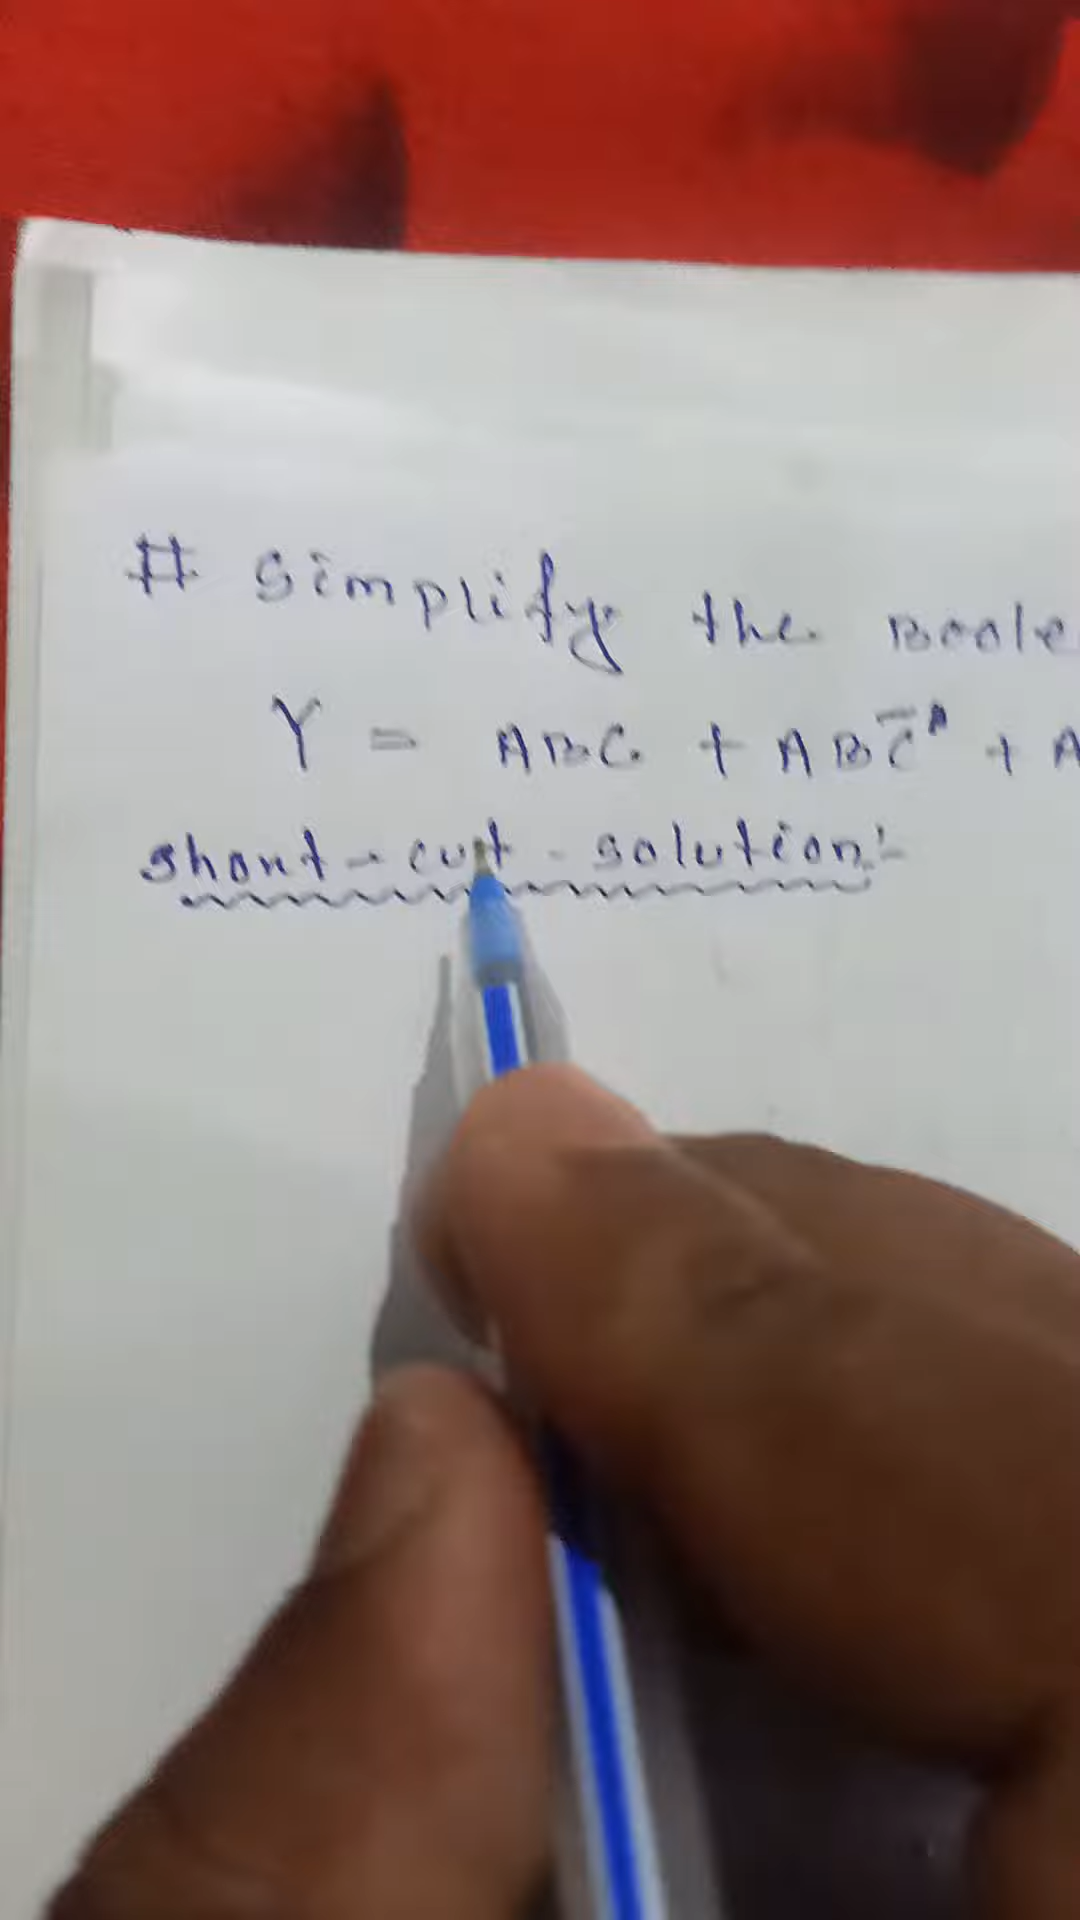 # simplify the Boole
Y = ABC + ABC̅ + A
short-cut-solution:-